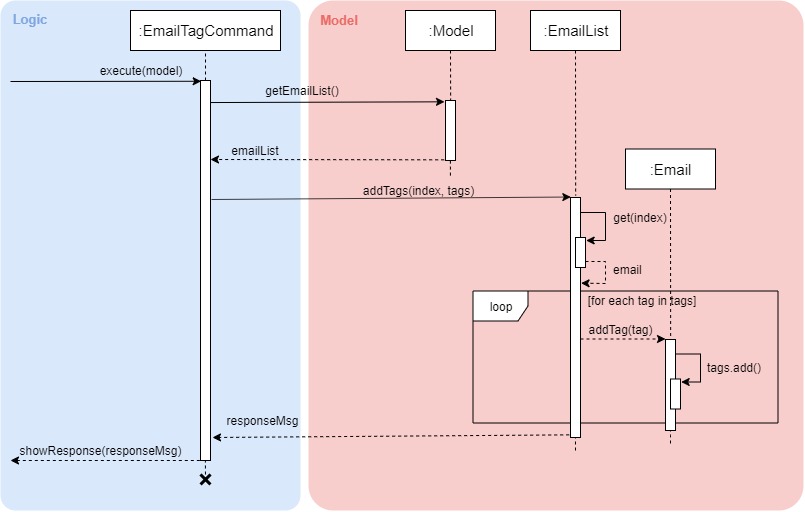 Logic
Model
:EmailTagCommand
:Model
:EmailList
execute(model)
getEmailList()
emailList
:Email
addTags(index, tags)
get(index)
email
loop
[for each tag in tags]
addTag(tag)
tags.add()
responseMsg
showResponse(responseMsg)